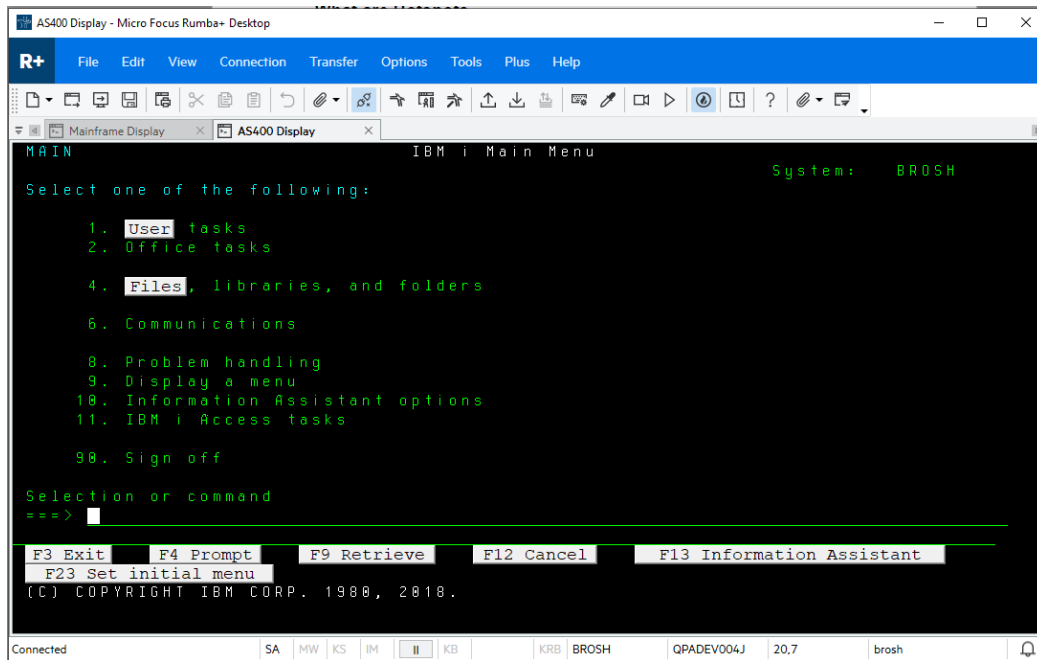 AS400 Display - Micro Focus Rumba+ Desktop
R+ File Edit View Connection Transfer Options Tools Plus Help
Mainframe Display AS400 Display
MAIN IBM i Main Menu
System: BROSH
Select one of the following:
1. User tasks
2. Office tasks
4. Files, libraries, and folders
6. Communications
8. Problem handling
9. Display a menu
10. Information Assistant options
11. IBM i Access tasks
90. Sign off
Selection or command
===>
F3 Exit F4 Prompt F9 Retrieve F12 Cancel F13 Information Assistant
F23 Set initial menu
(C) COPYRIGHT IBM CORP. 1980, 2018.
Connected SA MW KS IM II KB KRB BROSH QPADEV004J 20,7 brosh